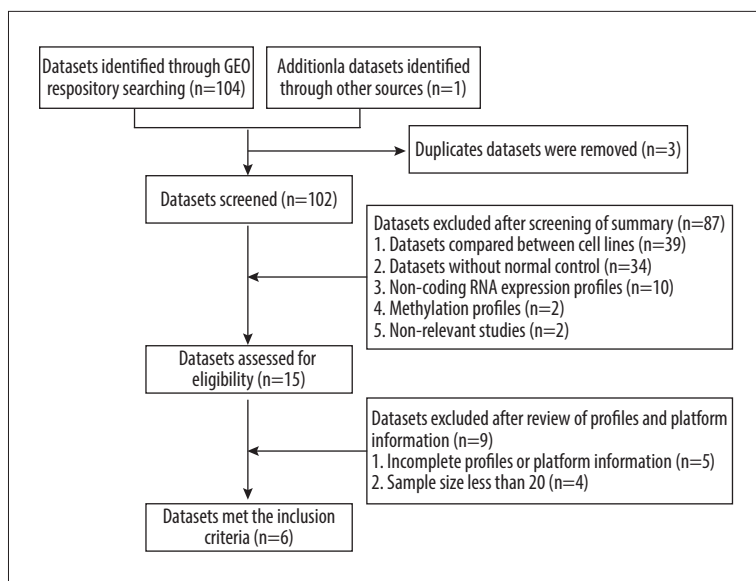 Datasets identified through GEO
respository searching (n=104)
Additionla datasets identified
through other sources (n=1)
Duplicates datasets were removed (n=3)
Datasets screened (n=102)
Datasets excluded after screening of summary (n=87)
1. Datasets compared between cell lines (n=39)
2. Datasets without normal control (n=34)
3. Non-coding RNA expression profiles (n=10)
4. Methylation profiles (n=2)
5. Non-relevant studies (n=2)
Datasets assessed for
eligibility (n=15)
Datasets excluded after review of profiles and platform
information (n=9)
1. Incomplete profiles or platform information (n=5)
2. Sample size less than 20 (n=4)
Datasets met the inclusion
criteria (n=6)